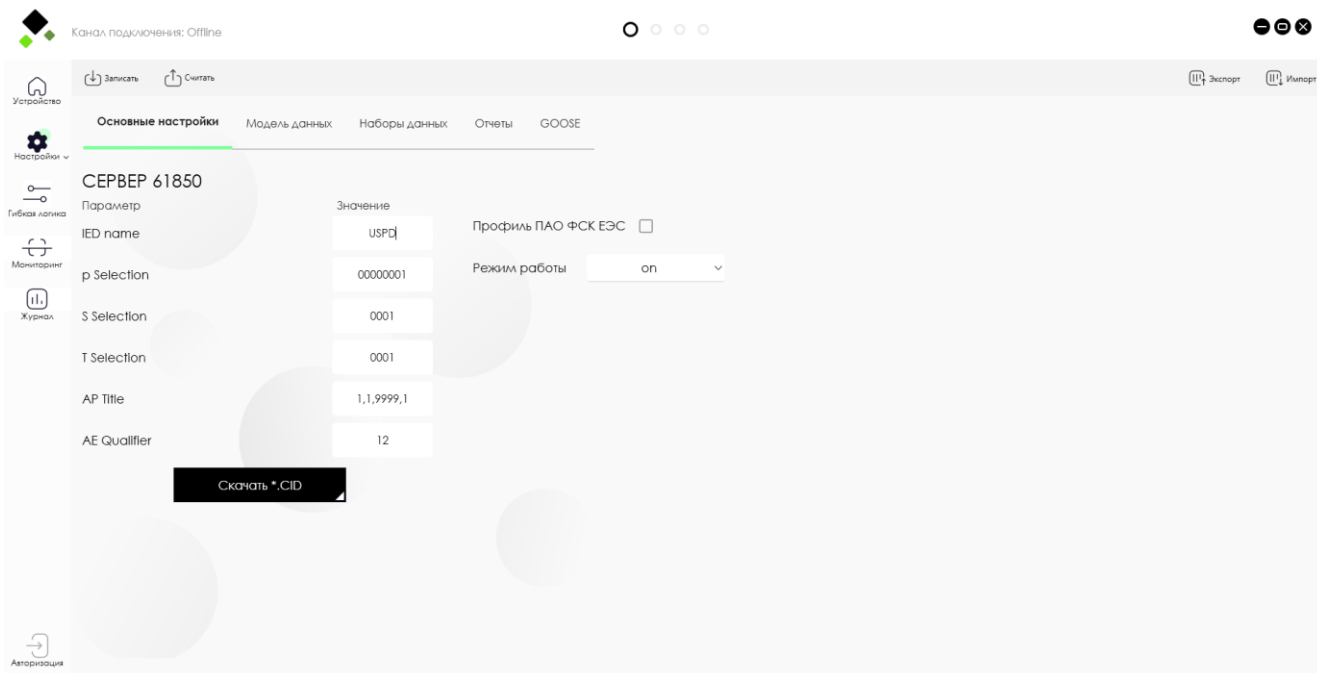 Канал подключения: Offline
Записать Считать Экспорт Импорт
Устройство
Настройки
Гибкая логика
Мониторинг
Журнал
Авторизация
Основные настройки Модель данных Наборы данных Отчеты GOOSE
СЕРВЕР 61850
Параметр Значение
IED name USPD Профиль ПАО ФСК ЕЭС
p Selection 00000001 Режим работы on
S Selection 0001
T Selection 0001
AP Title 1,1,9999,1
AE Qualifier 12
Скачать *.CID